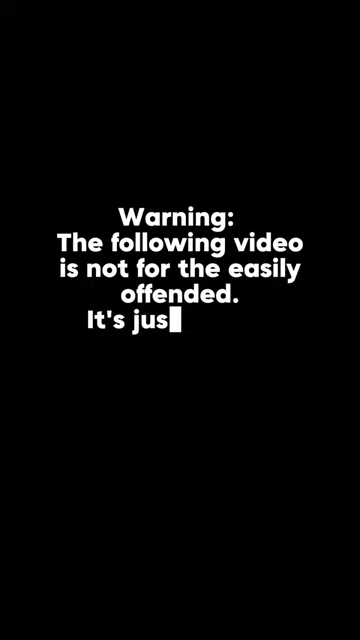 Warning:
The following video
is not for the easily
offended.
It's jus